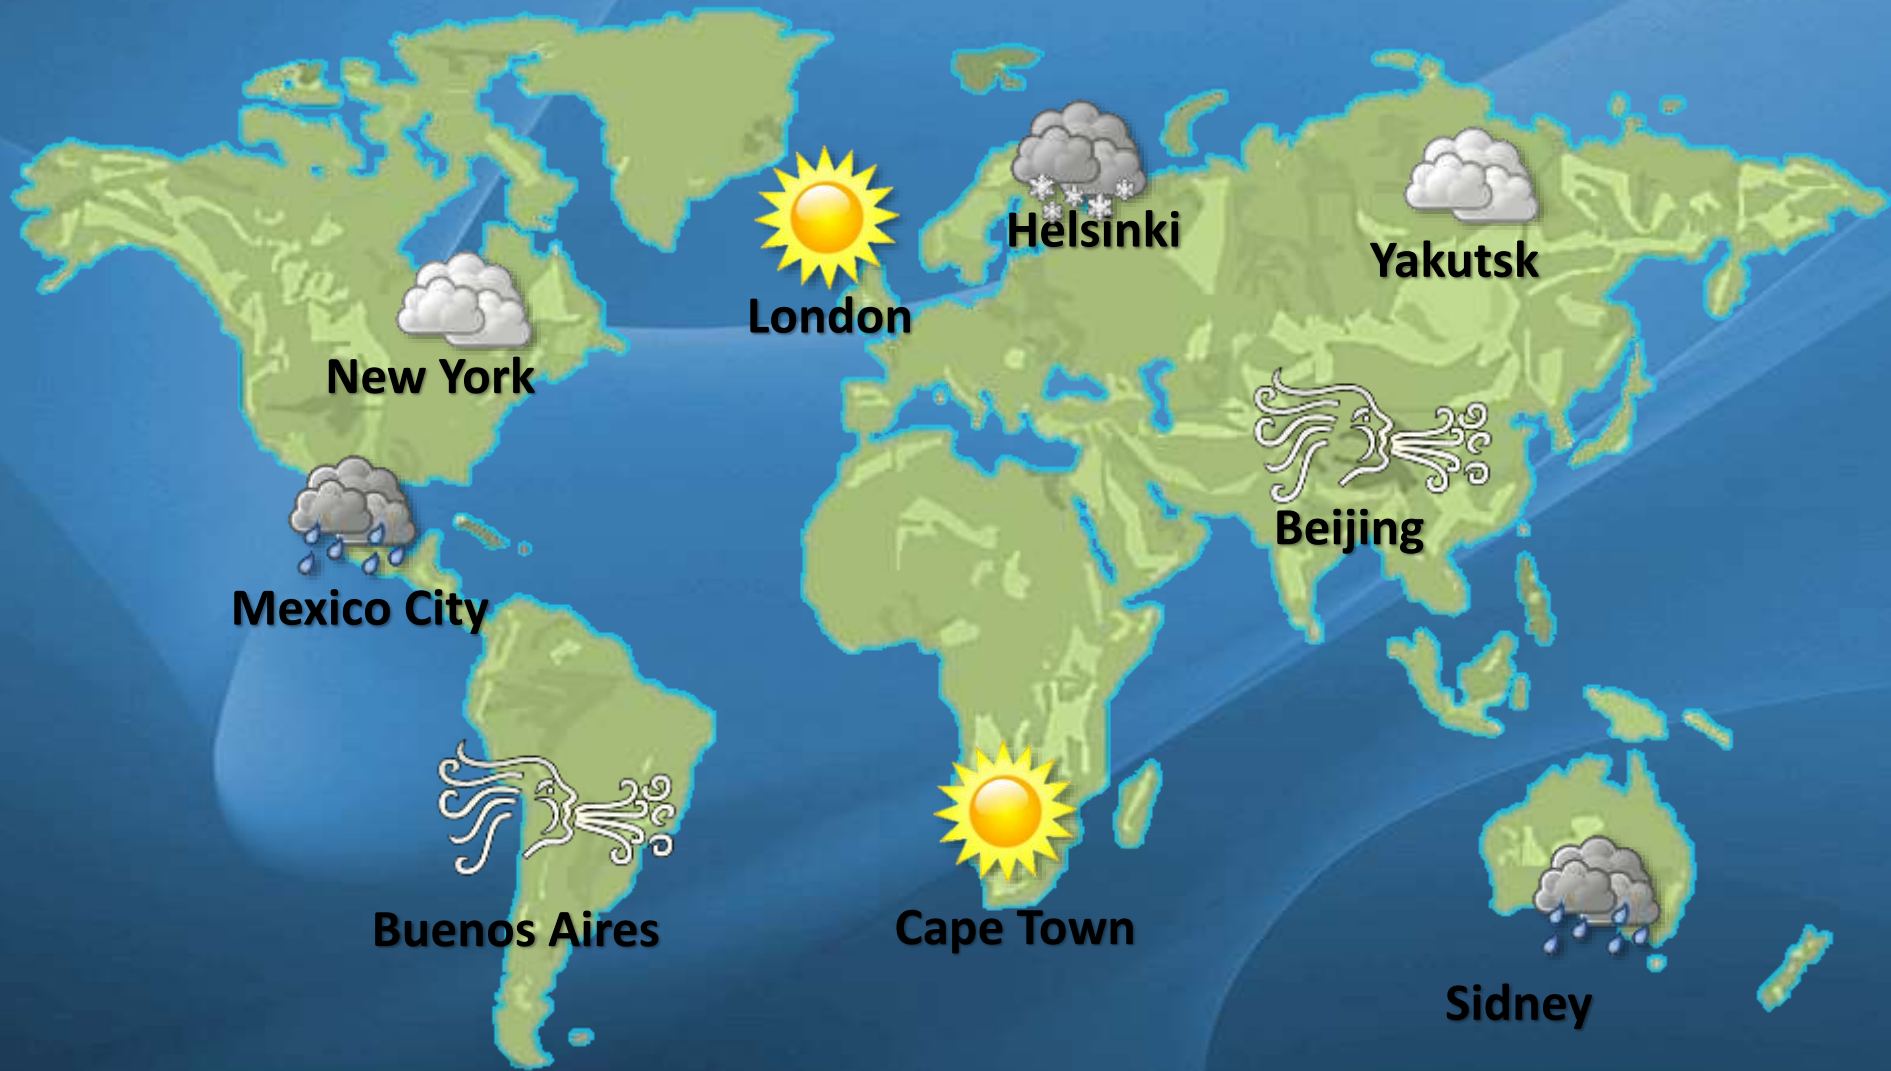 Helsinki
Yakutsk
London
New York
Beijing
Mexico City
Buenos Aires
Cape Town
Sidney